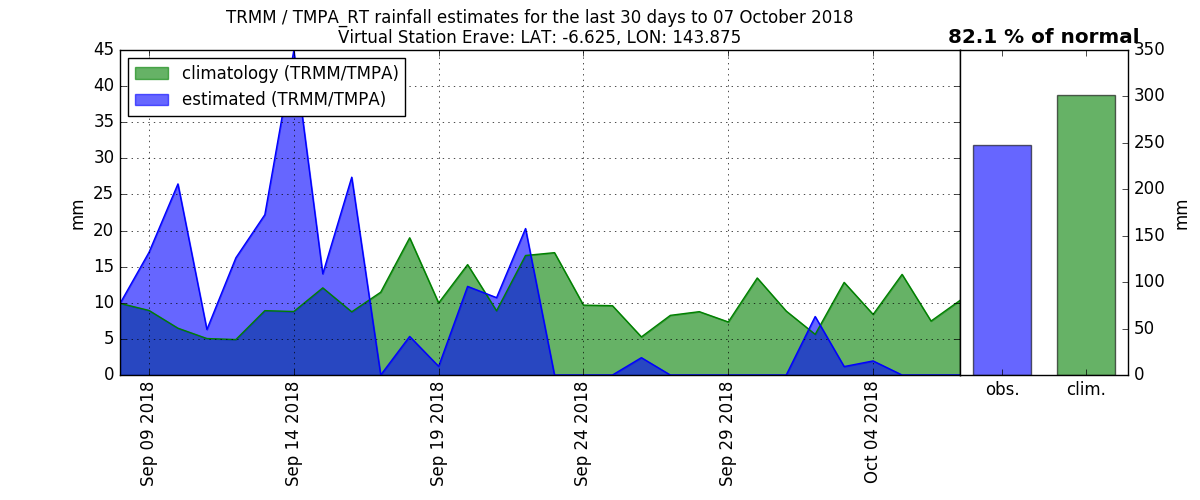 TRMM / TMPA_RT rainfall estimates for the last 30 days to 07 October 2018
Virtual Station Erave: LAT: -6.625, LON: 143.875
82.1 % of normal
climatology (TRMM/TMPA)
estimated (TRMM/TMPA)
mm
45
40
35
30
25
20
15
10
5
0
Sep 09 2018
Sep 14 2018
Sep 19 2018
Sep 24 2018
Sep 29 2018
Oct 04 2018
obs.
clim.
350
300
250
200
150
100
50
0
mm